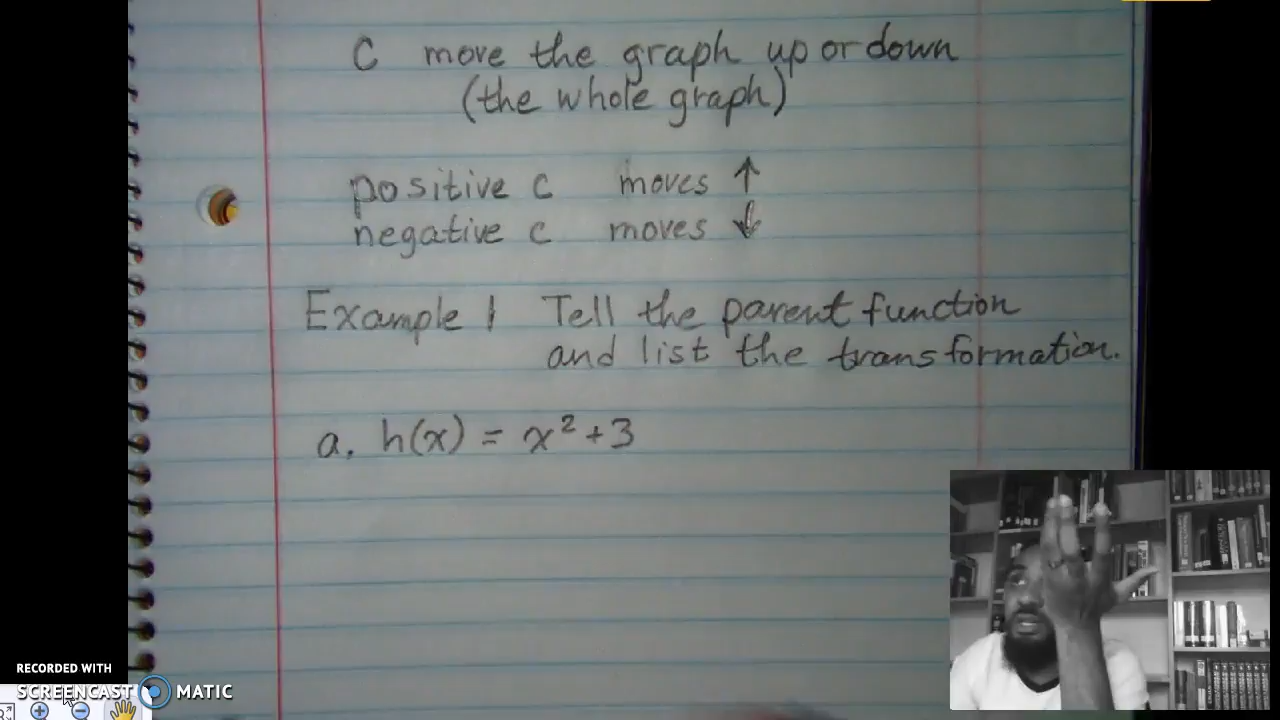 C move the graph up or down
(the whole graph)
positive c moves ↑
negative c moves ↓
Example 1 Tell the parent function
and list the transformation.
a. h(x) = x² + 3
RECORDED WITH
SCREENCAST MATIC